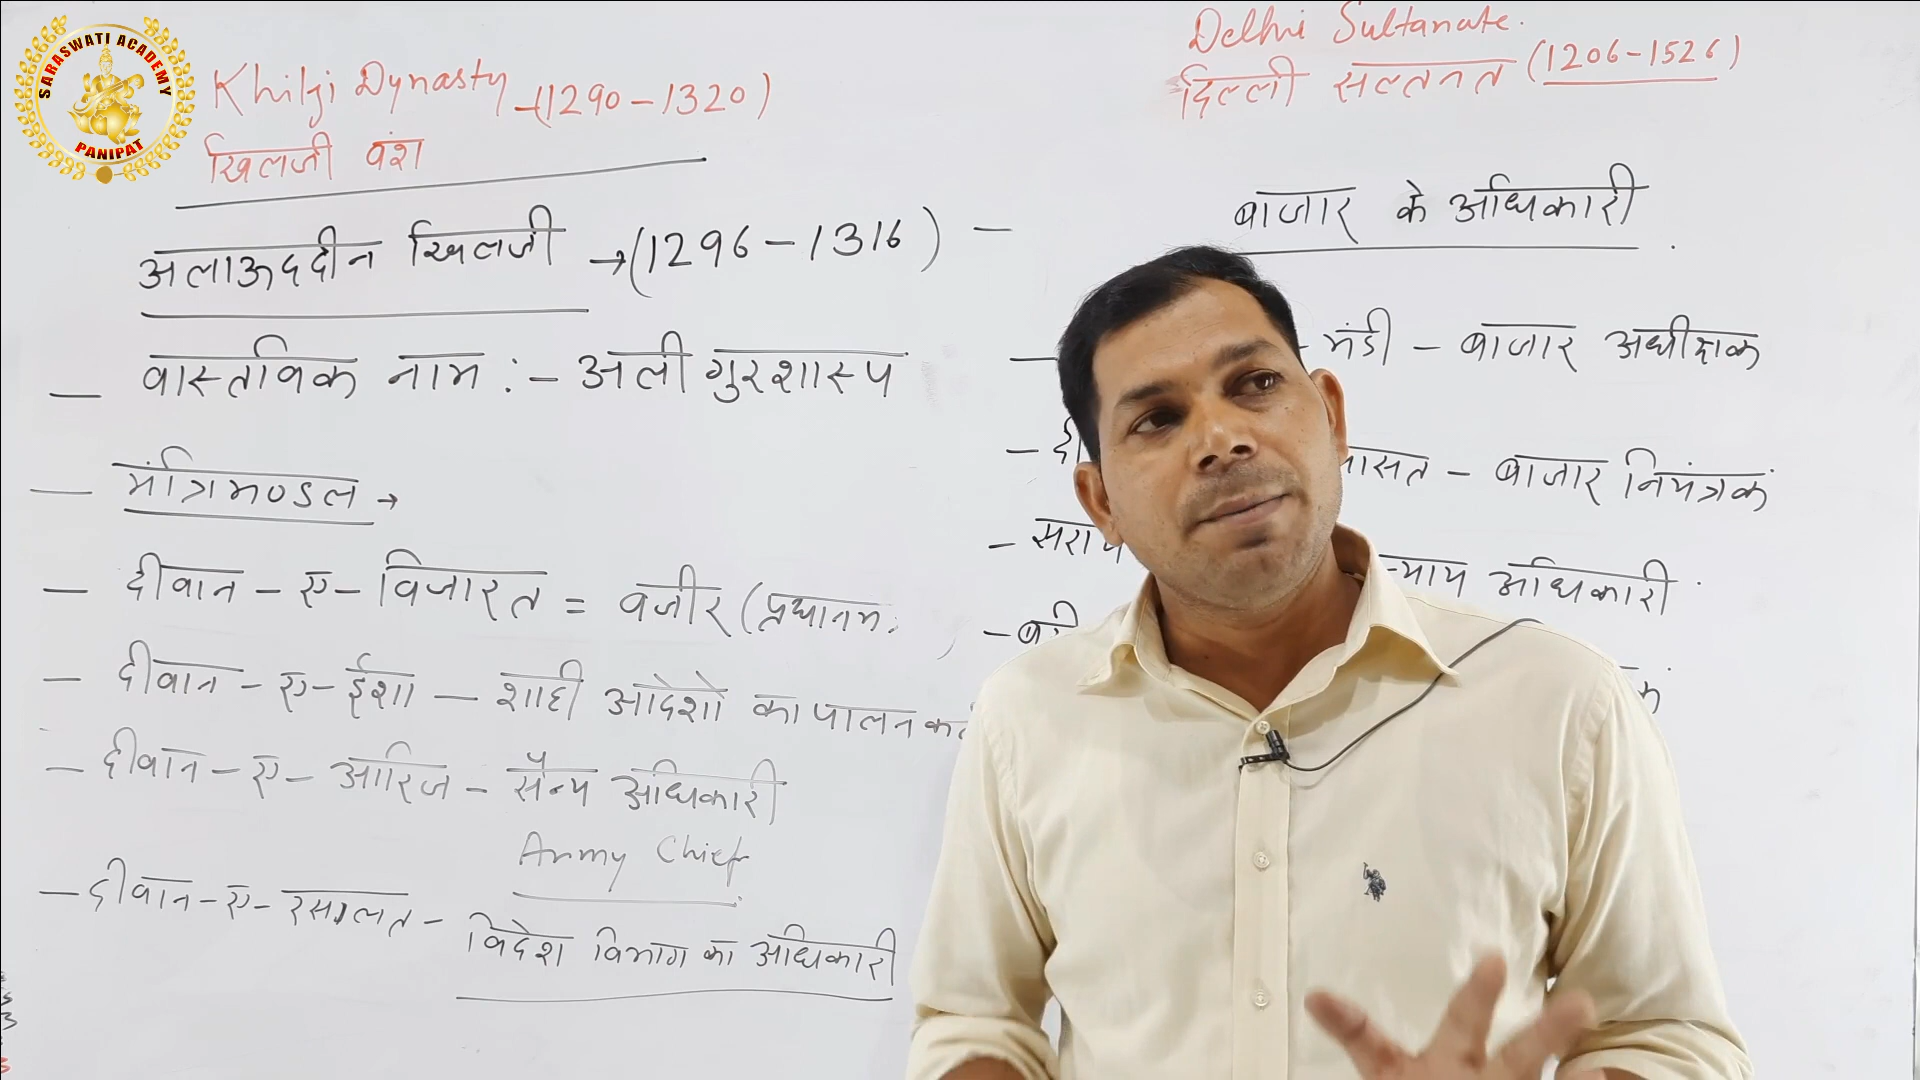 SARASWATI ACADEMY
PANIPAT
Khilji Dynasty -(1290-1320)
खिलजी वंश
अलाऊददीन खिलजी →(1296-1316) -
- वास्तविक नाम :- अली गुरशास्प
- मंत्रिमण्डल →
- दीवान-ए-विजारत = वजीर (प्रधानम
- दीवान-ए-ईशा - शाही आदेशों का पालन
- दीवान-ए-आरिज - सैन्य अधिकारी
Army Chief
- दीवान-ए-रसालत -
विदेश विभाग का अधिकारी
Delhi Sultanate.
दिल्ली सल्तनत (1206-1526)
बाजार के अधिकारी
- मंडी - बाजार अधीक्षक
- बाजार नियंत्रक
न्याय अधिकारी